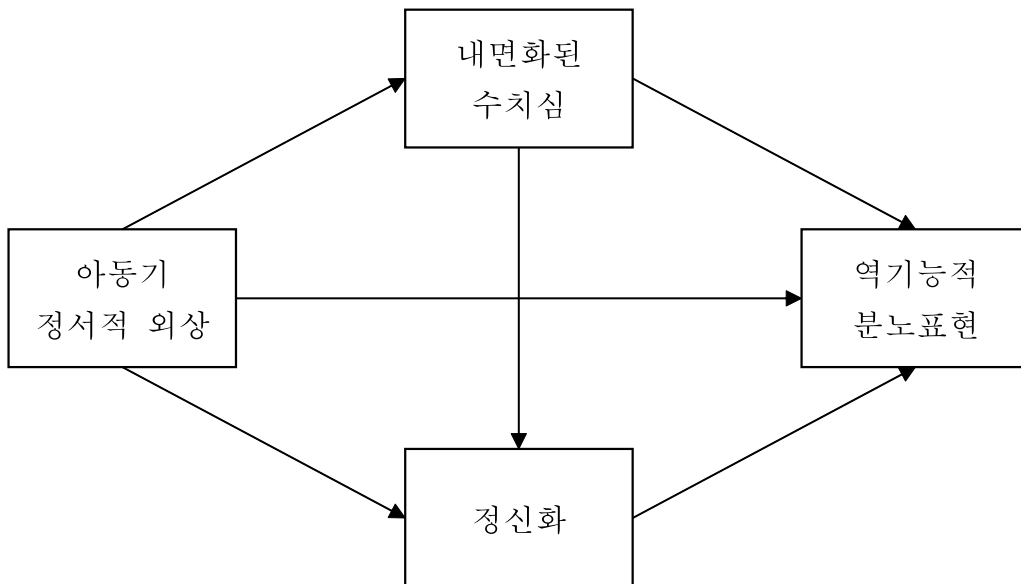 내면화된
수치심
아동기
정서적 외상
역기능적
분노표현
정신화